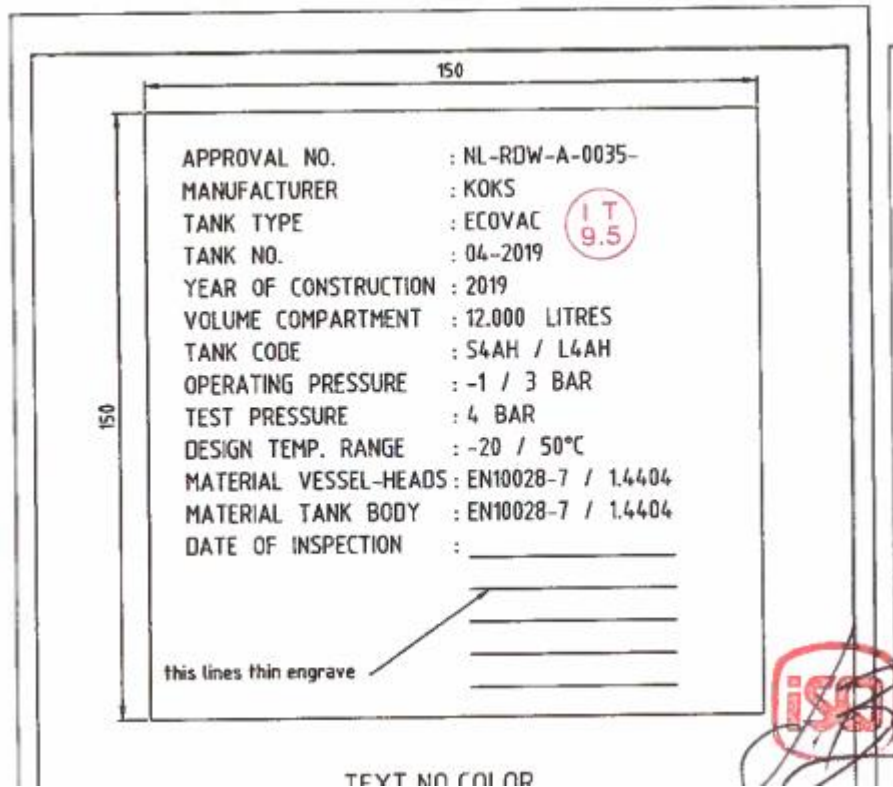 150
APPROVAL NO. : NL-RDW-A-0035-
MANUFACTURER : KOKS
TANK TYPE : ECOVAC
I T
9.5
TANK NO. : 04-2019
YEAR OF CONSTRUCTION : 2019
VOLUME COMPARTMENT : 12.000 LITRES
TANK CODE : S4AH / L4AH
OPERATING PRESSURE : -1 / 3 BAR
150
TEST PRESSURE : 4 BAR
DESIGN TEMP. RANGE : -20 / 50°C
MATERIAL VESSEL-HEADS : EN10028-7 / 1.4404
MATERIAL TANK BODY : EN10028-7 / 1.4404
DATE OF INSPECTION :
this lines thin engrave
TEXT NO COLOR